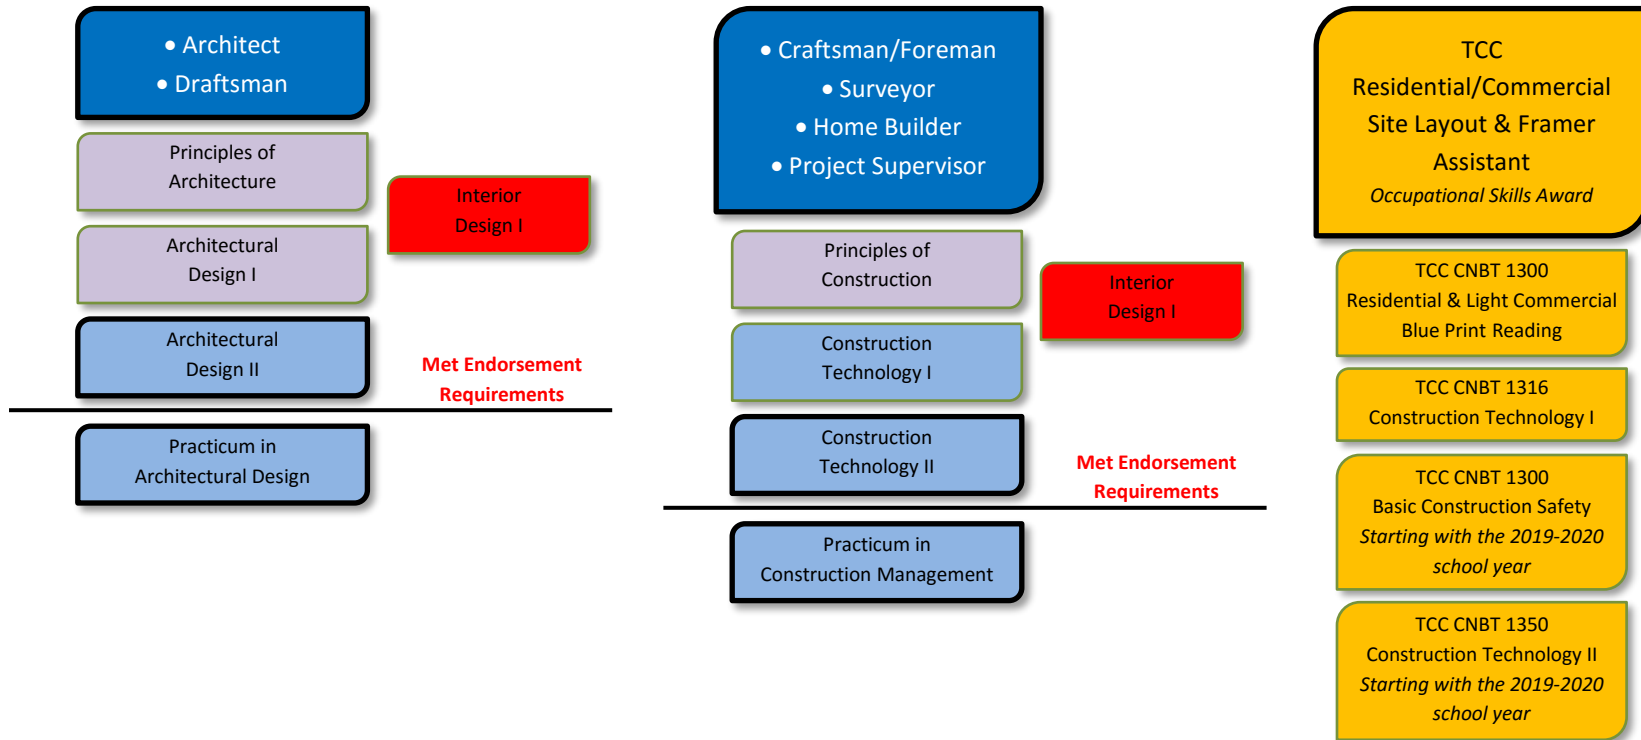 • Architect
• Draftsman
Principles of
Architecture
Interior
Design I
Architectural
Design I
Architectural
Design II
Met Endorsement
Requirements
Practicum in
Architectural Design
• Craftsman/Foreman
• Surveyor
• Home Builder
• Project Supervisor
Principles of
Construction
Interior
Design I
Construction
Technology I
Construction
Technology II
Met Endorsement
Requirements
Practicum in
Construction Management
TCC
Residential/Commercial
Site Layout & Framer
Assistant
Occupational Skills Award
TCC CNBT 1300
Residential & Light Commercial
Blue Print Reading
TCC CNBT 1316
Construction Technology I
TCC CNBT 1300
Basic Construction Safety
Starting with the 2019-2020
school year
TCC CNBT 1350
Construction Technology II
Starting with the 2019-2020
school year